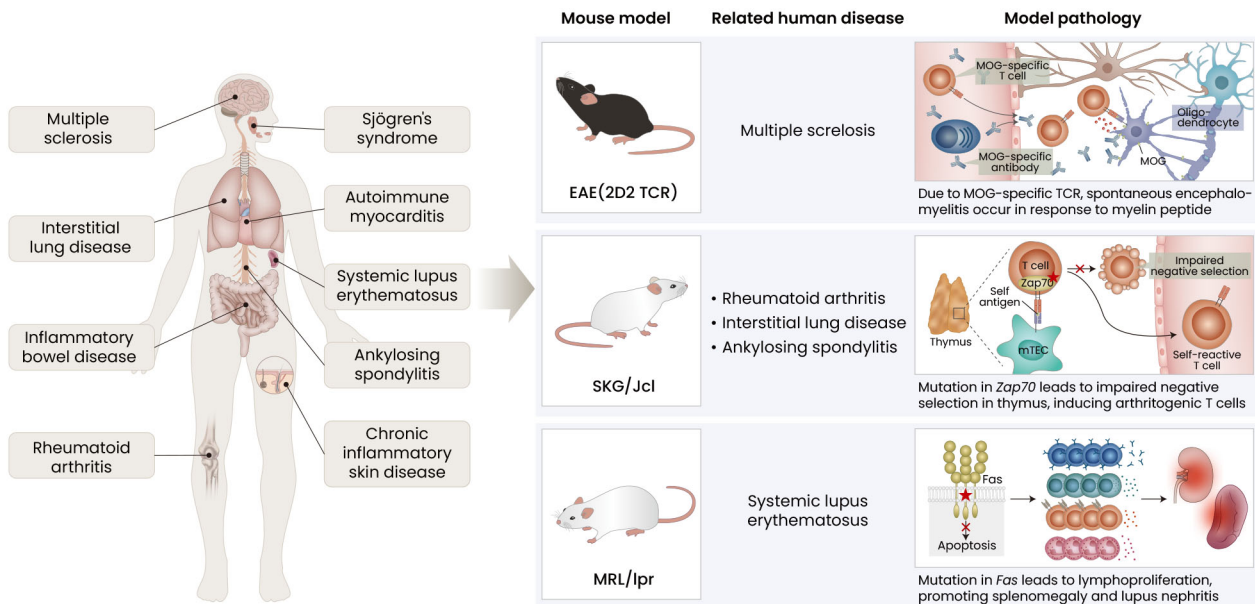 Multiple
sclerosis
Sjögren's
syndrome
Interstitial
lung disease
Autoimmune
myocarditis
Systemic lupus
erythematosus
Inflammatory
bowel disease
Ankylosing
spondylitis
Rheumatoid
arthritis
Chronic
inflammatory
skin disease
Mouse model
Related human disease
Model pathology
EAE(2D2 TCR)
Multiple screlosis
MOG-specific
T cell
MOG-specific
antibody
Oligo-
dendrocyte
MOG
Due to MOG-specific TCR, spontaneous encephalo-
myelitis occur in response to myelin peptide
SKG/Jcl
• Rheumatoid arthritis
• Interstitial lung disease
• Ankylosing spondylitis
Thymus
T cell
Zap70
Self
antigen
mTEC
Impaired
negative selection
Self-reactive
T cell
Mutation in Zap70 leads to impaired negative
selection in thymus, inducing arthritogenic T cells
MRL/lpr
Systemic lupus
erythematosus
Fas
Apoptosis
Mutation in Fas leads to lymphoproliferation,
promoting splenomegaly and lupus nephritis